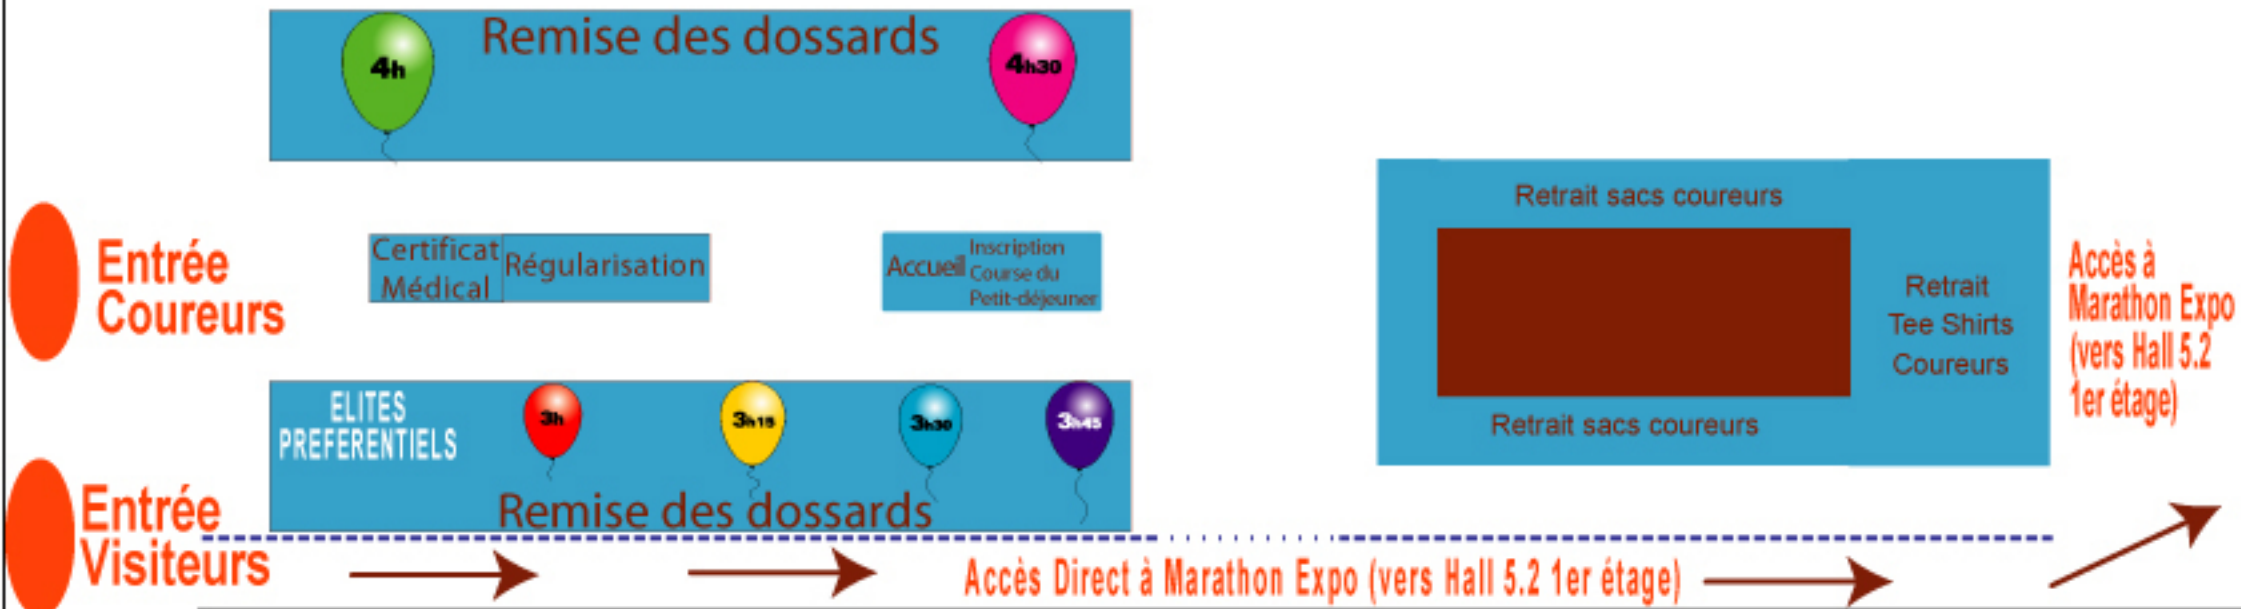 Remise des dossards
4h
4h30
Entrée
Coureurs
Certificat
Médical
Régularisation
Accueil
Inscription
Course du
Petit-déjeuner
Retrait sacs coureurs
Retrait
Tee Shirts
Coureurs
Retrait sacs coureurs
Accès à
Marathon Expo
(vers Hall 5.2
1er étage)
ELITES
PREFERENTIELS
3h
3h15
3h30
3h45
Remise des dossards
Entrée
Visiteurs
Accès Direct à Marathon Expo (vers Hall 5.2 1er étage)